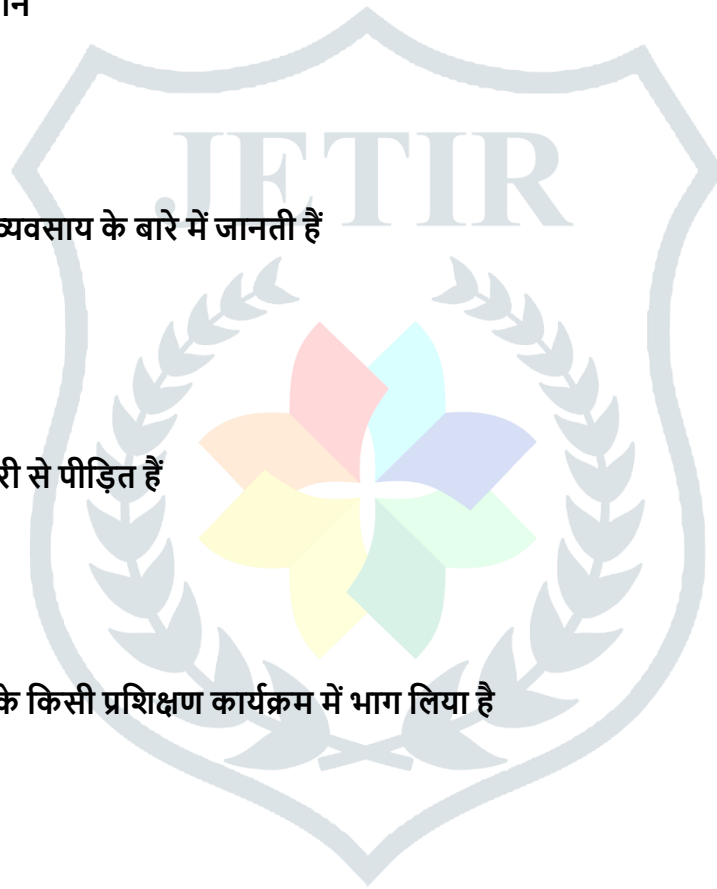 JETIR
व्यवसाय के बारे में जानती हैं
री से पीड़ित हैं
के किसी प्रशिक्षण कार्यक्रम में भाग लिया है